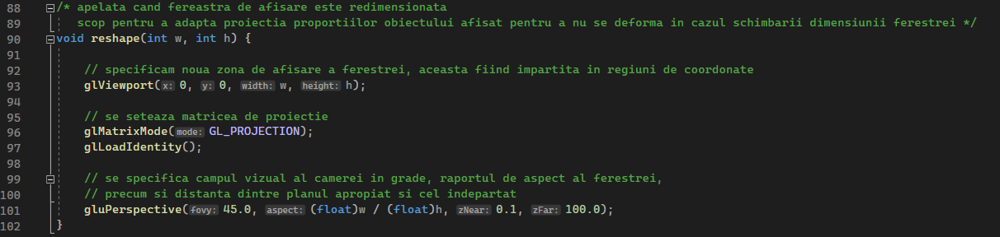 88 /* apelata cand fereastra de afisare este redimensionata
89 scop pentru a adapta proiectia proportiilor obiectului afisat pentru a nu se deforma in cazul schimbarii dimensiunii ferestrei */
90 void reshape(int w, int h) {
91
92 // specificam noua zona de afisare a ferestrei, aceasta fiind impartita in regiuni de coordonate
93 glViewport(x: 0, y: 0, width: w, height: h);
94
95 // se seteaza matricea de proiectie
96 glMatrixMode(mode: GL_PROJECTION);
97 glLoadIdentity();
98
99 // se specifica campul vizual al camerei in grade, raportul de aspect al ferestrei,
100 // precum si distanta dintre planul apropiat si cel indepartat
101 gluPerspective(fovy: 45.0, aspect: (float)w / (float)h, zNear: 0.1, zFar: 100.0);
102 }